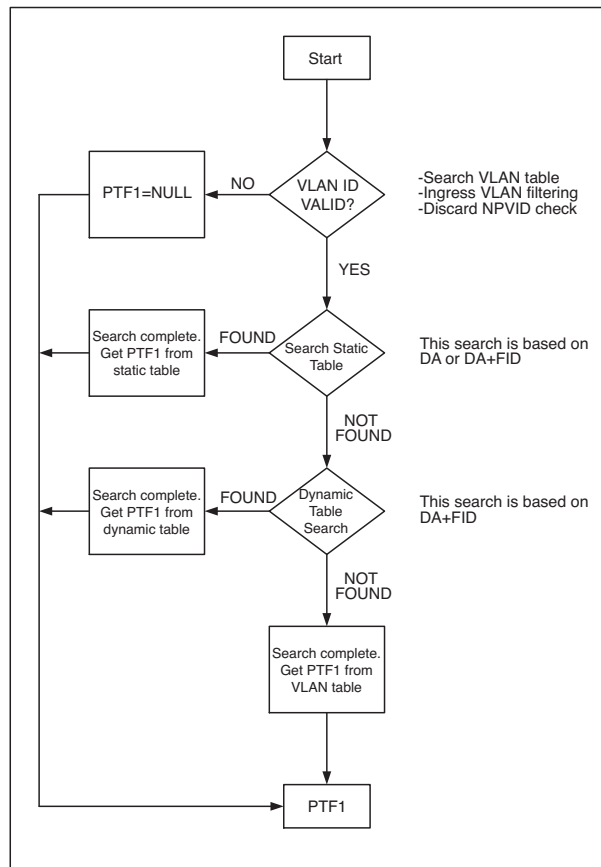 Start
PTF1=NULL
NO
VLAN ID
VALID?
-Search VLAN table
-Ingress VLAN filtering
-Discard NPVID check
YES
Search complete.
Get PTF1 from
static table
FOUND
Search Static
Table
This search is based on
DA or DA+FID
NOT
FOUND
Search complete.
Get PTF1 from
dynamic table
FOUND
Dynamic
Table
Search
This search is based on
DA+FID
NOT
FOUND
Search complete.
Get PTF1 from
VLAN table
PTF1